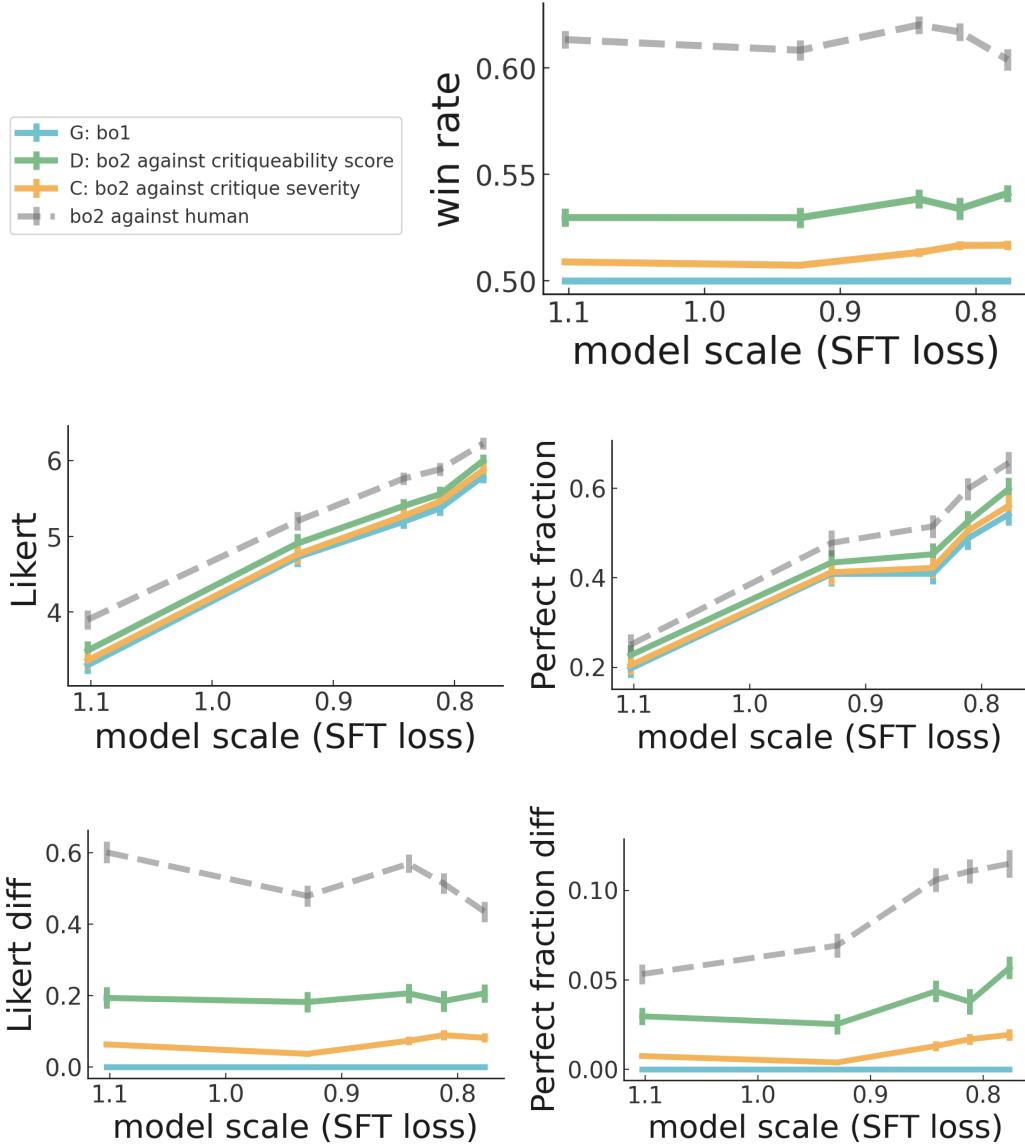 0.60
0.55
0.50
win rate
1.1
1.0
0.9
0.8
model scale (SFT loss)
G: bo1
D: bo2 against critiqueability score
C: bo2 against critique severity
bo2 against human
6
5
4
Likert
1.1
1.0
0.9
0.8
model scale (SFT loss)
0.6
0.4
0.2
Perfect fraction
1.1
1.0
0.9
0.8
model scale (SFT loss)
0.6
0.4
0.2
0.0
Likert diff
1.1
1.0
0.9
0.8
model scale (SFT loss)
0.10
0.05
0.00
Perfect fraction diff
1.1
1.0
0.9
0.8
model scale (SFT loss)